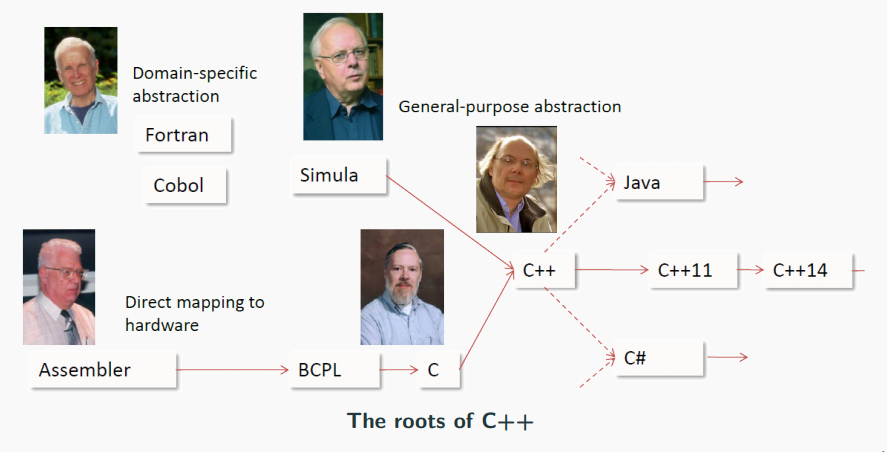 Domain-specific
abstraction
General-purpose abstraction
Fortran
Cobol
Simula
Java
C++
C++11
C++14
Direct mapping to
hardware
Assembler
BCPL
C
C#
The roots of C++